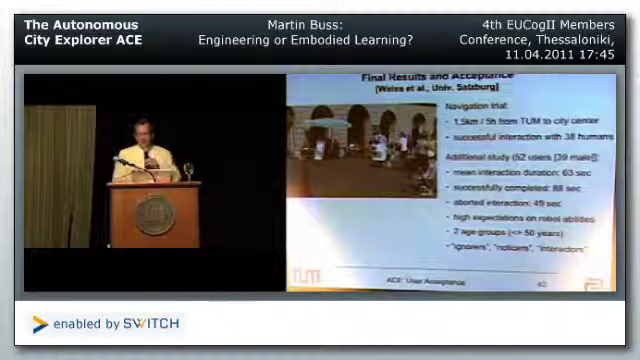 The Autonomous
City Explorer ACE
Martin Buss:
Engineering or Embodied Learning?
4th EUCogII Members
Conference, Thessaloniki,
11.04.2011 17:45
Final Results and Acceptance
[Weiss et al., Univ. Salzburg]
Navigation trial:
• 1.5km / 5h from TUM to city center
• successful interaction with 38 humans
Additional study (52 users [39 male]):
• mean interaction duration: 63 sec
• successfully completed: 88 sec
• aborted interaction: 49 sec
• high expectations on robot abilities
• 2 age groups (<> 50 years)
• "ignorers", "noticers", "interactors"
TUM
ACE: User Acceptance
enabled by SWITCH